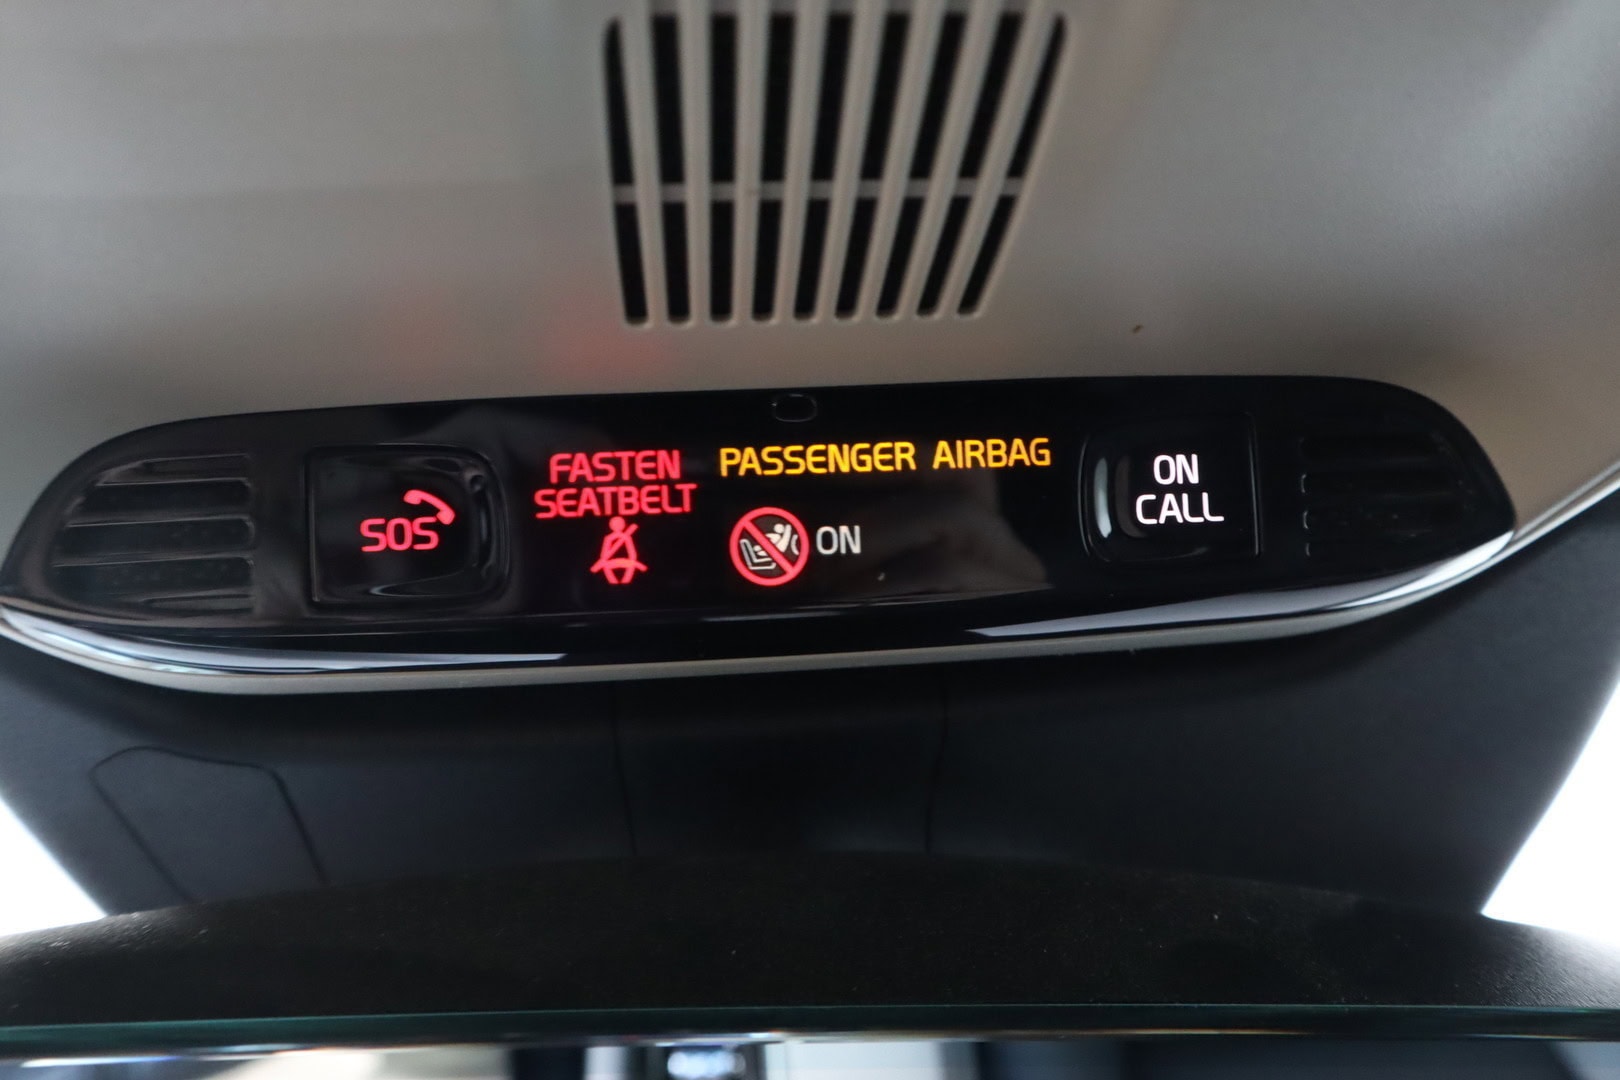 SOS
FASTEN
SEATBELT
PASSENGER AIRBAG
ON
ON
CALL